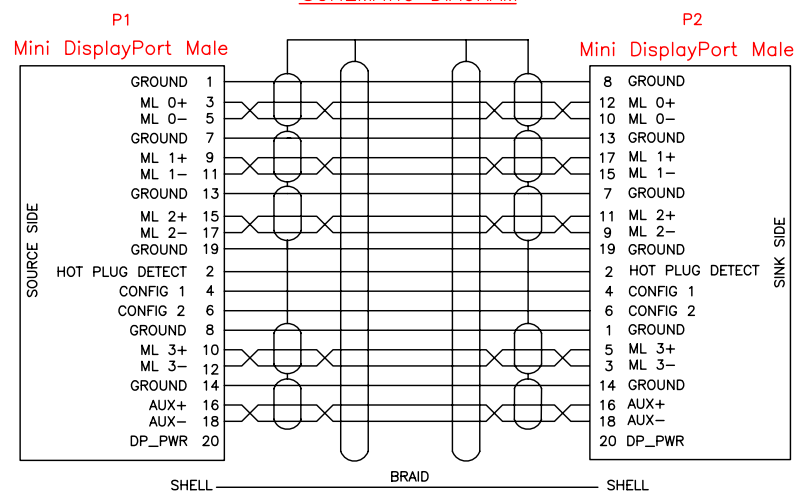 P1
P2
Mini DisplayPort Male
Mini DisplayPort Male
GROUND 1
8 GROUND
ML 0+ 3
12 ML 0+
ML 0- 5
10 ML 0-
GROUND 7
13 GROUND
ML 1+ 9
17 ML 1+
ML 1- 11
15 ML 1-
GROUND 13
7 GROUND
ML 2+ 15
11 ML 2+
ML 2- 17
9 ML 2-
GROUND 19
19 GROUND
HOT PLUG DETECT 2
2 HOT PLUG DETECT
CONFIG 1 4
4 CONFIG 1
CONFIG 2 6
6 CONFIG 2
GROUND 8
1 GROUND
ML 3+ 10
5 ML 3+
ML 3- 12
3 ML 3-
GROUND 14
14 GROUND
AUX+ 16
16 AUX+
AUX- 18
18 AUX-
DP_PWR 20
20 DP_PWR
SOURCE SIDE
SINK SIDE
SHELL
BRAID
SHELL